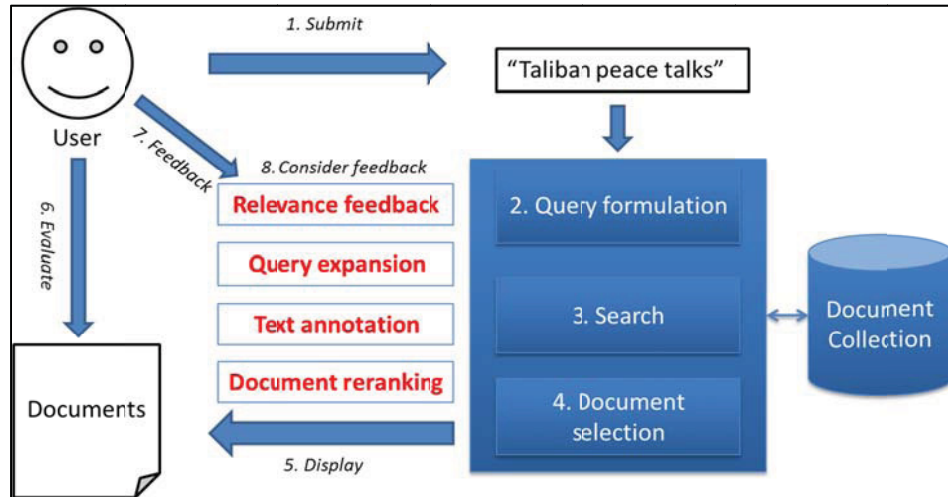 1. Submit
“Taliban peace talks”
User
7. Feedback
8. Consider feedback
6. Evaluate
Relevance feedback
Query expansion
Text annotation
Document reranking
2. Query formulation
3. Search
4. Document
selection
Document
Collection
Documents
5. Display